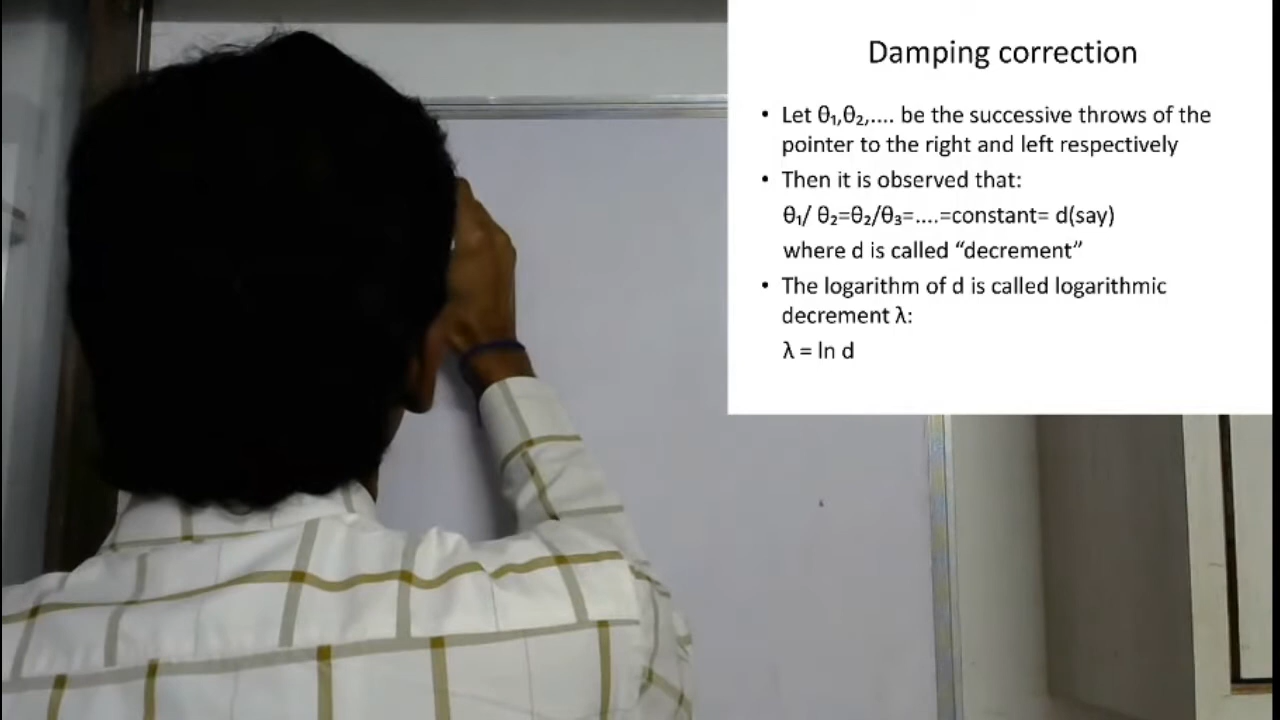 Damping correction
• Let θ₁,θ₂,.... be the successive throws of the
pointer to the right and left respectively
• Then it is observed that:
θ₁/ θ₂=θ₂/θ₃=....=constant= d(say)
where d is called “decrement”
• The logarithm of d is called logarithmic
decrement λ:
λ = ln d